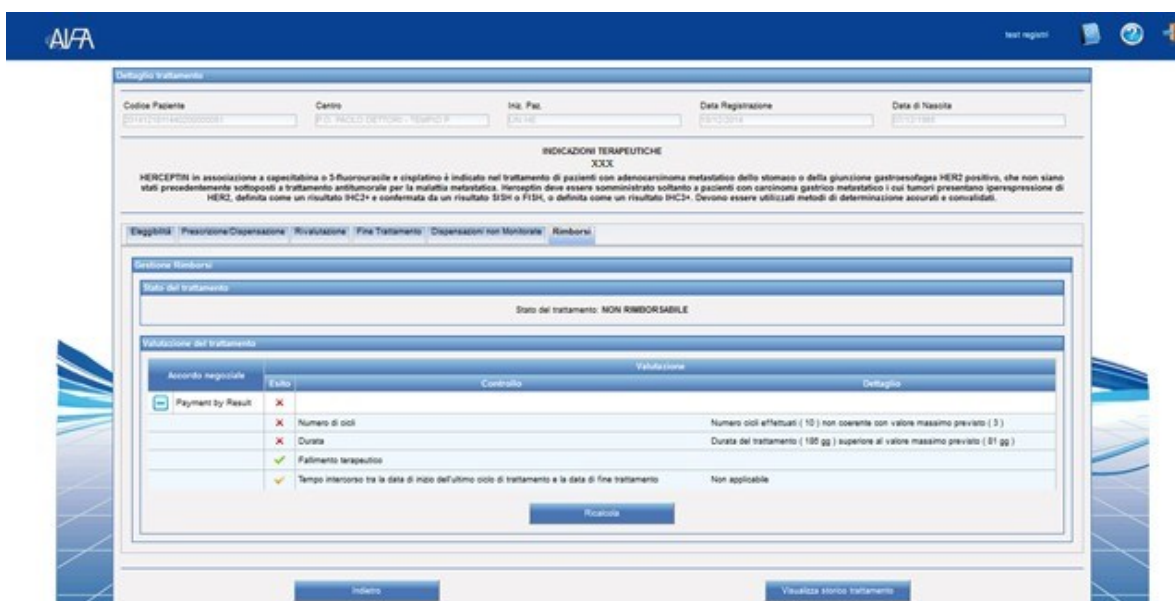 AIFA
test registri
Dettaglio trattamento
Codice Paziente Centro Iniz. Paz. Data Registrazione Data di Nascita
P.O. PAOLO DETTORI - TEMPIO P
INDICAZIONI TERAPEUTICHE
XXX
HERCEPTIN in associazione a capecitabina o 5-fluorouracile e cisplatino è indicato nel trattamento di pazienti con adenocarcinoma metastatico dello stomaco o della giunzione gastroesofagea HER2 positivo, che non siano
stati precedentemente sottoposti a trattamento antitumorale per la malattia metastatica. Herceptin deve essere somministrato soltanto a pazienti con carcinoma gastrico metastatico i cui tumori presentano iperespressione di
HER2, definita come un risultato IHC2+ e confermata da un risultato SISH o FISH, o definita come un risultato IHC3+. Devono essere utilizzati metodi di determinazione accurati e convalidati.
Eleggibilità Prescrizione/Dispensazione Rivalutazione Fine Trattamento Dispensazioni non Monitorate Rimborsi
Gestione Rimborsi
Stato del trattamento
Stato del trattamento: NON RIMBORSABILE
Valutazione del trattamento
Accordo negoziale Valutazione
Esito Controllo Dettaglio
Payment by Result
Numero di cicli Numero cicli effettuati ( 10 ) non coerente con valore massimo previsto ( 3 )
Durata Durata del trattamento ( gg ) superiore al valore massimo previsto ( gg )
Fallimento terapeutico
Tempo intercorso tra la data di inizio dell'ultimo ciclo di trattamento e la data di fine trattamento Non applicabile
Ricalcola
Indietro Visualizza storico trattamento